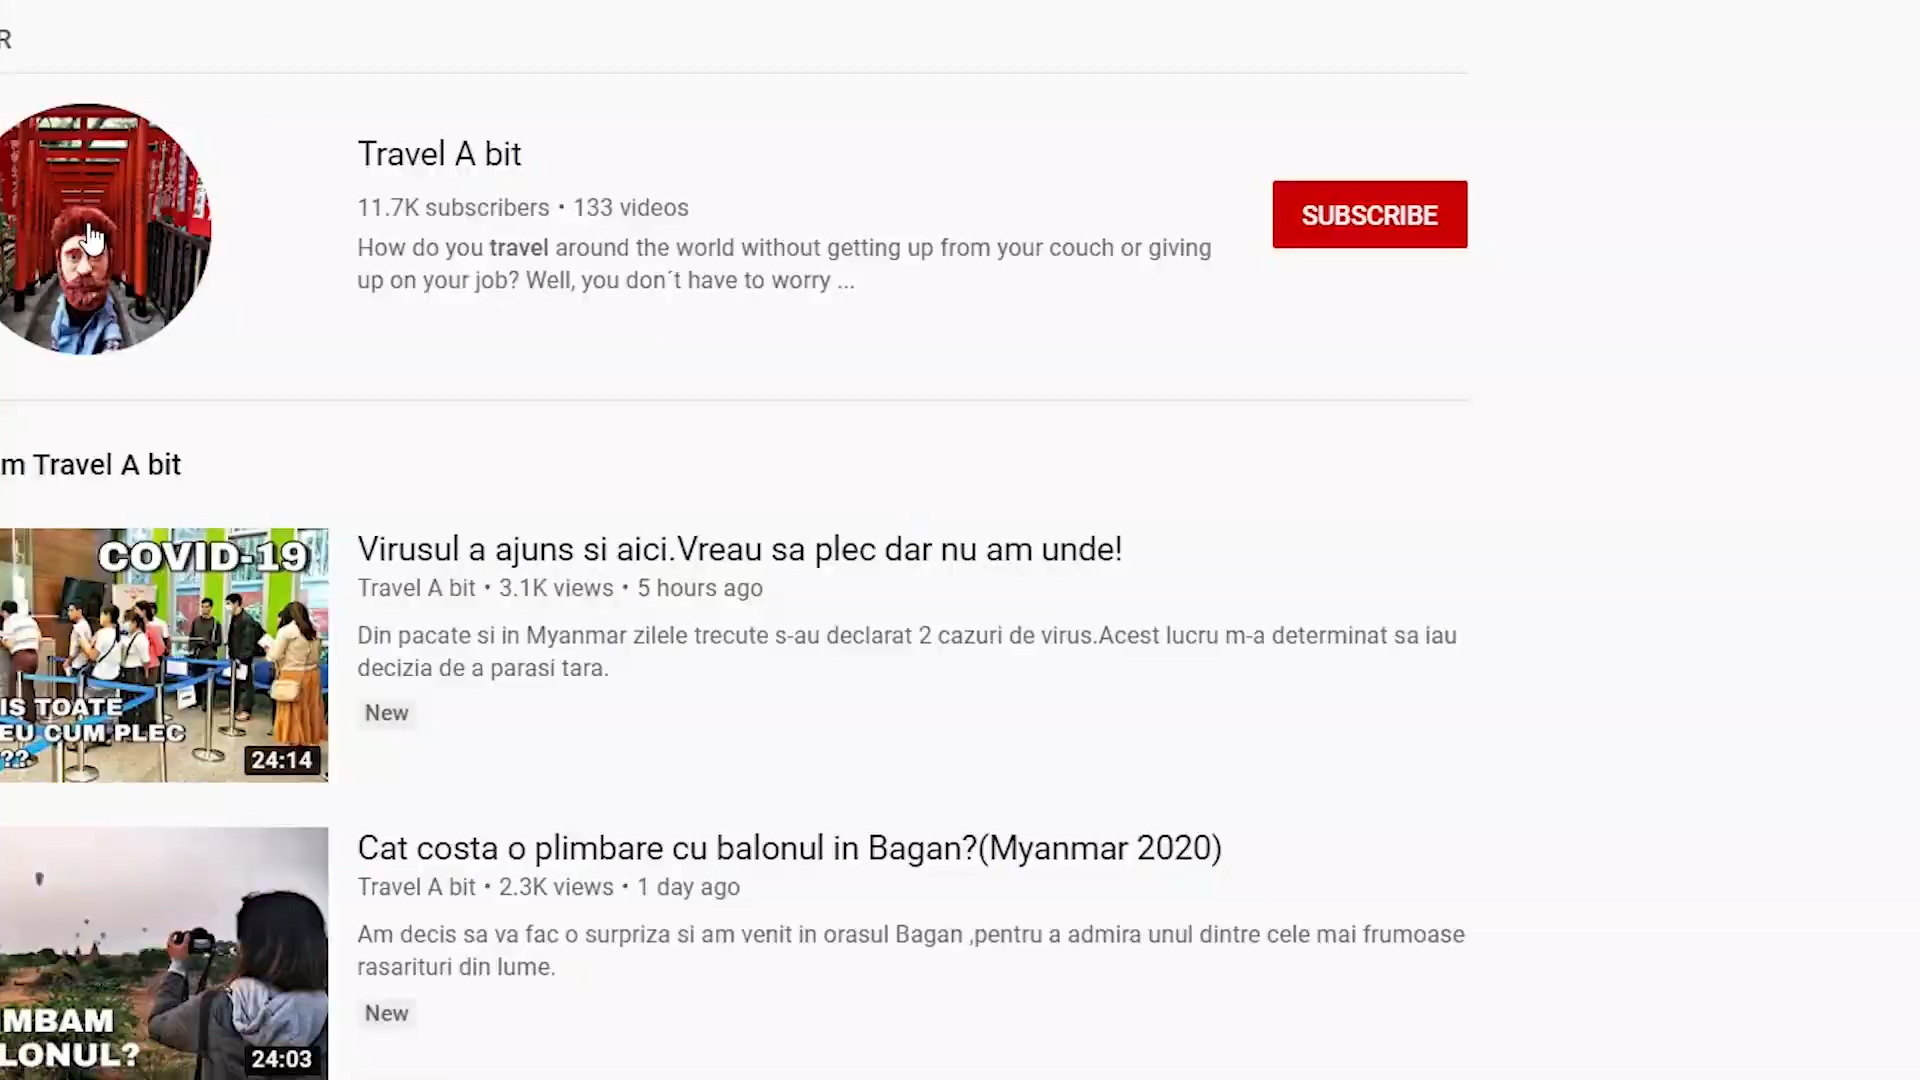 R
Travel A bit
11.7K subscribers • 133 videos
SUBSCRIBE
How do you travel around the world without getting up from your couch or giving
up on your job? Well, you don´t have to worry ...
m Travel A bit
COVID-19
IS TOATE
EU CUM PLEC
??
24:14
Virusul a ajuns si aici.Vreau sa plec dar nu am unde!
Travel A bit • 3.1K views • 5 hours ago
Din pacate si in Myanmar zilele trecute s-au declarat 2 cazuri de virus.Acest lucru m-a determinat sa iau
decizia de a parasi tara.
New
MBAM
LONUL?
24:03
Cat costa o plimbare cu balonul in Bagan?(Myanmar 2020)
Travel A bit • 2.3K views • 1 day ago
Am decis sa va fac o surpriza si am venit in orasul Bagan ,pentru a admira unul dintre cele mai frumoase
rasarituri din lume.
New